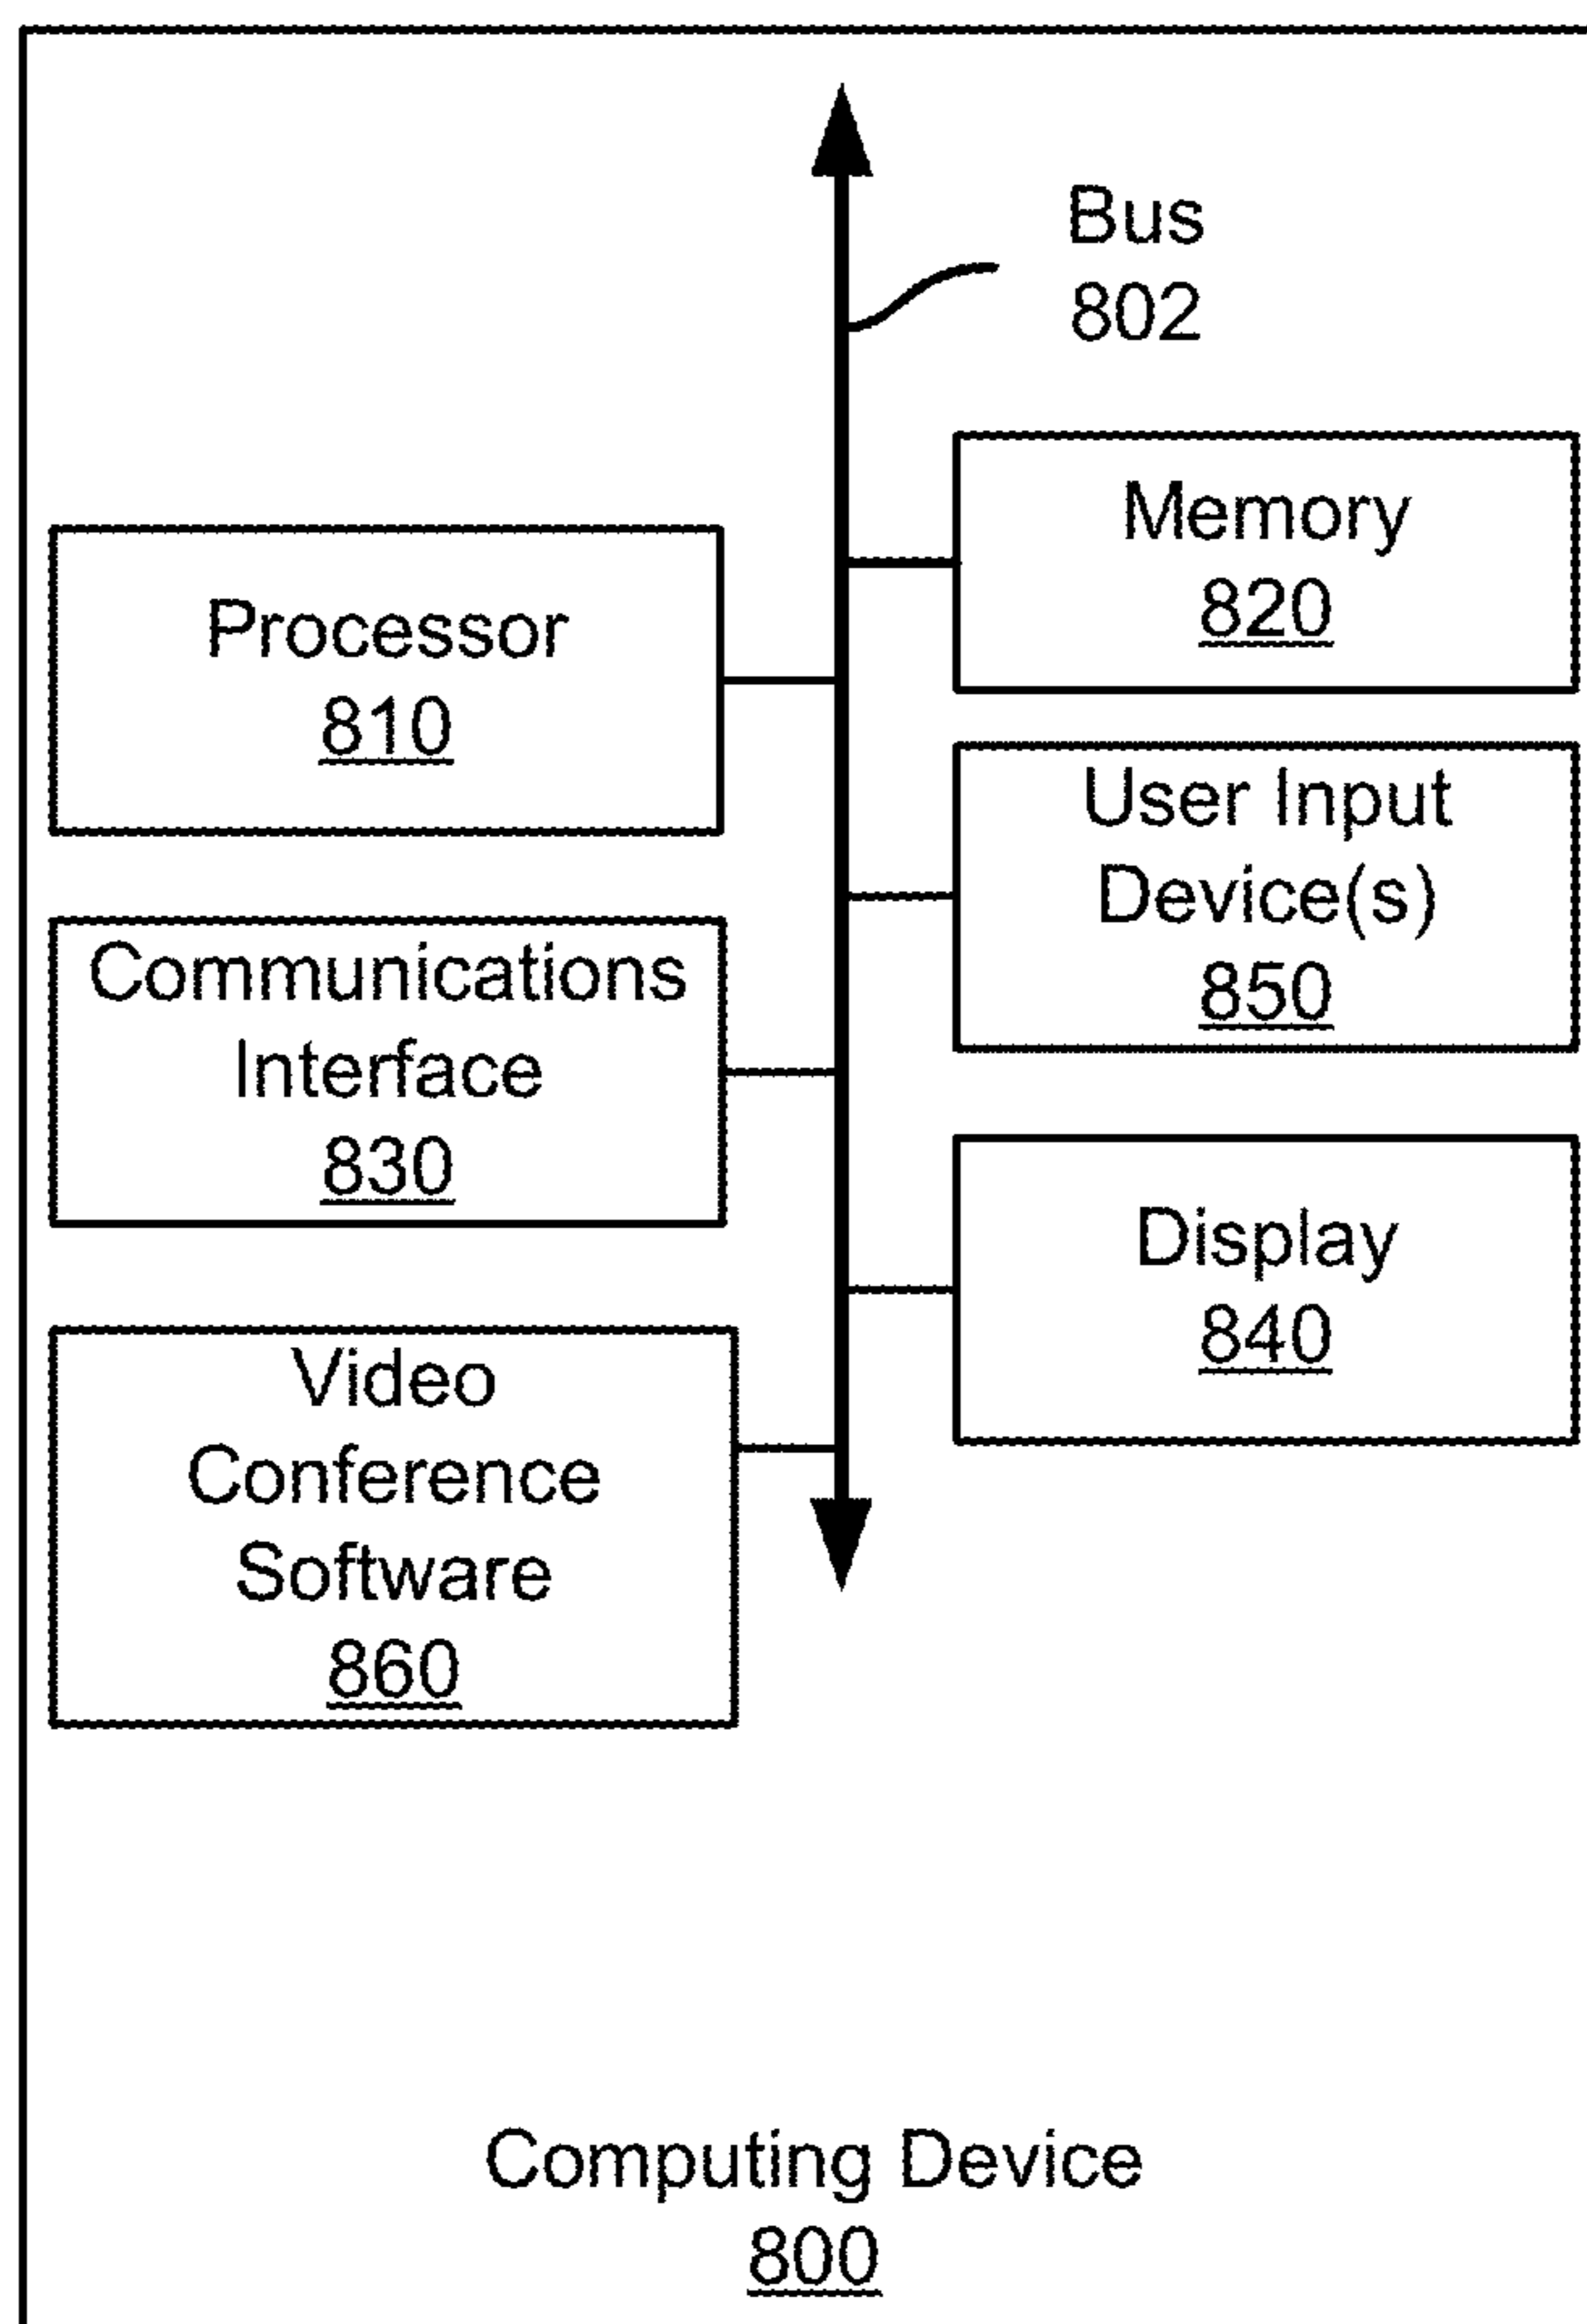 Bus
802
Memory
820
Processor
810
User Input
Device(s)
850
Communications
Interface
830
Display
840
Video
Conference
Software
860
Computing Device
800